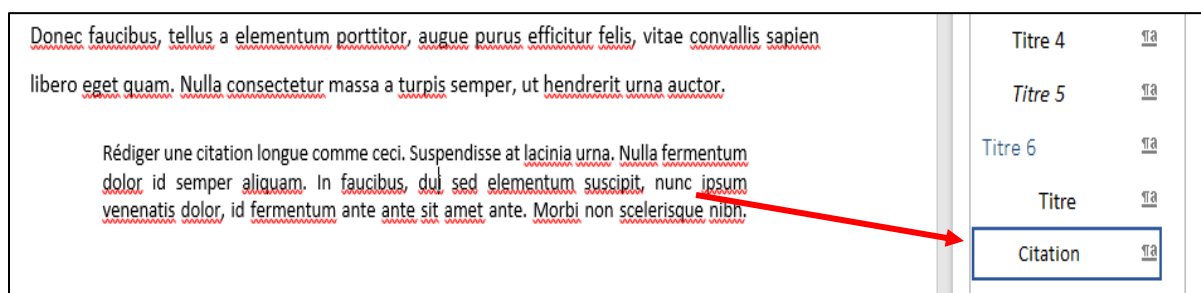 Donec faucibus, tellus a elementum porttitor, augue purus efficitur felis, vitae convallis sapien
libero eget quam. Nulla consectetur massa a turpis semper, ut hendrerit urna auctor.
Rédiger une citation longue comme ceci. Suspendisse at lacinia urna. Nulla fermentum
dolor id semper aliquam. In faucibus, dui sed elementum suscipit, nunc ipsum
venenatis dolor, id fermentum ante ante sit amet ante. Morbi non scelerisque nibh.
Titre 4 ¶a
Titre 5 ¶a
Titre 6 ¶a
Titre ¶a
Citation ¶a